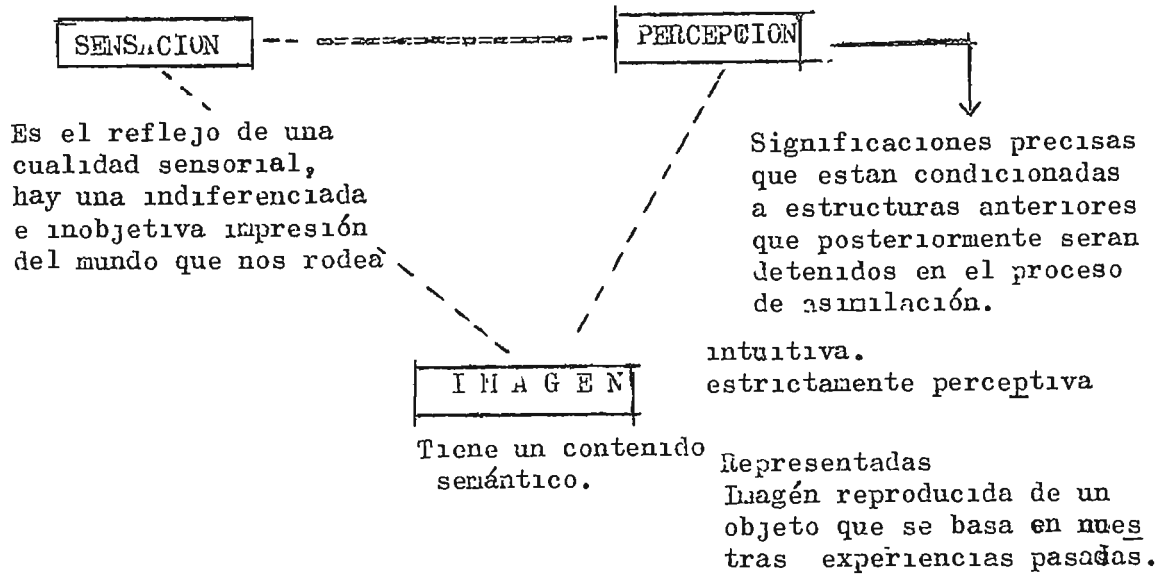 SENSACION
PERCEPCION
Es el reflejo de una
cualidad sensorial,
hay una indiferenciada
e inobjetiva impresión
del mundo que nos rodea
Significaciones precisas
que estan condicionadas
a estructuras anteriores
que posteriormente seran
detenidos en el proceso
de asimilación.
I M A G E N
Tiene un contenido
semántico.
intuitiva.
estrictamente perceptiva
Representadas
Imagén reproducida de un
objeto que se basa en nues
tras experiencias pasadas.